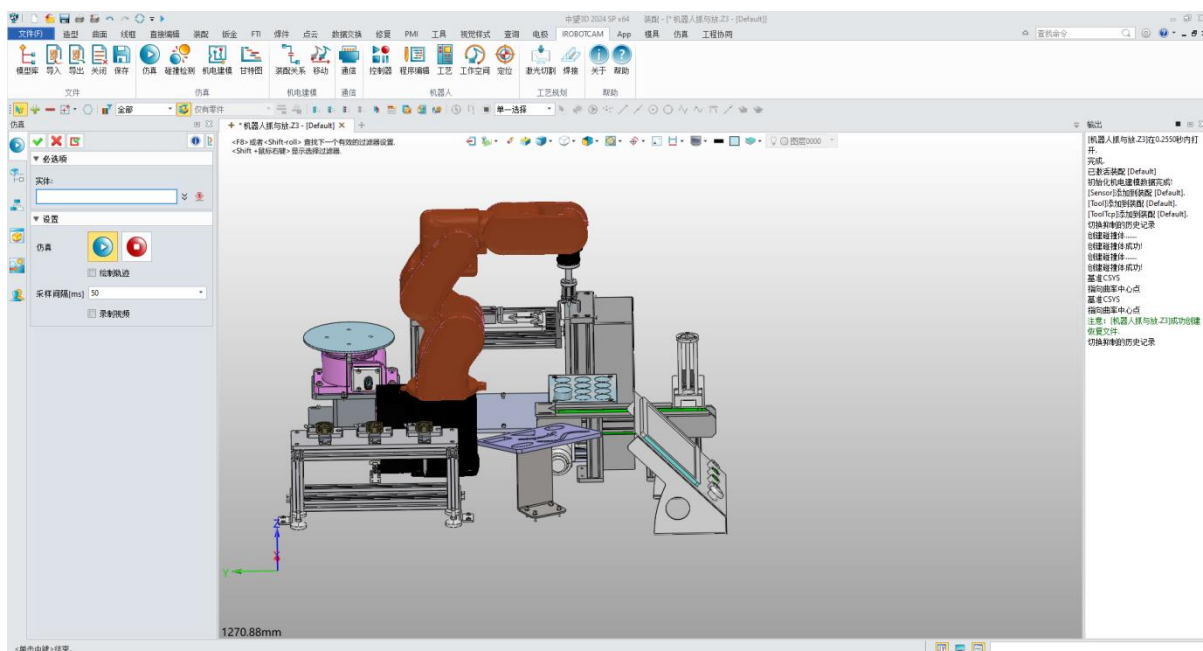 中望3D 2024 SP x64 装配 - [* 机器人抓与放.Z3 - [Default]]
文件(F) 造型 曲面 线框 直接编辑 装配 钣金 FTI 焊件 点云 数据交换 修复 PMI 工具 视觉样式 查询 电极 IROBOTCAM App 模具 仿真 工程协同 查找命令
模型库 导入 导出 关闭 保存 仿真 碰撞检测 机电建模 甘特图 装配关系 移动 通信 控制器 程序编辑 工艺 工作空间 定位 激光切割 焊接 关于 帮助
文件 仿真 机电建模 通信 机器人 工艺规划 帮助
全部 仅有零件 单一选择
仿真
+ * 机器人抓与放.Z3 - [Default] × +
输出
<F8> 或者<Shift-roll> 查找下一个有效的过滤器设置.
<Shift +鼠标右键> 显示选择过滤器.
图层0000
必选项
实体:
设置
仿真
绘制轨迹
采样间隔[ms] 50
录制视频
[机器人抓与放.Z3]在0.2550秒内打
开.
完成.
已激活装配 [Default]
初始化机电建模数据完成!
[Sensor]添加到装配 [Default].
[Tool]添加到装配 [Default].
[ToolTcp]添加到装配 [Default].
切换抑制的历史记录
创建碰撞体......
创建碰撞体成功!
创建碰撞体......
创建碰撞体成功!
基准CSYS
指向曲率中心点
基准CSYS
指向曲率中心点
注意: [机器人抓与放.Z3]成功创建
恢复文件.
切换抑制的历史记录
Z
X
Y
1270.88mm
<单击中键>结束.